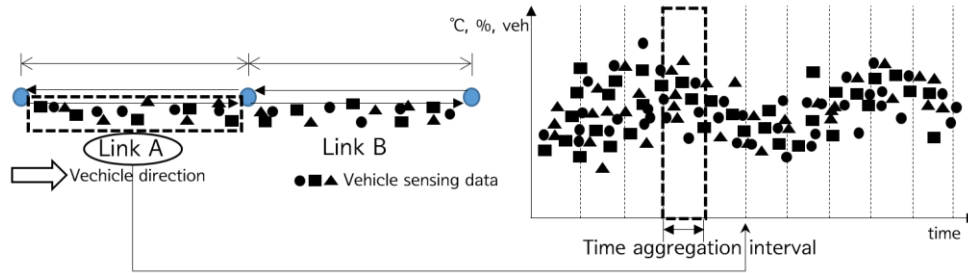 °C, %, veh
Link A
Link B
Vechicle direction
Vehicle sensing data
time
Time aggregation interval